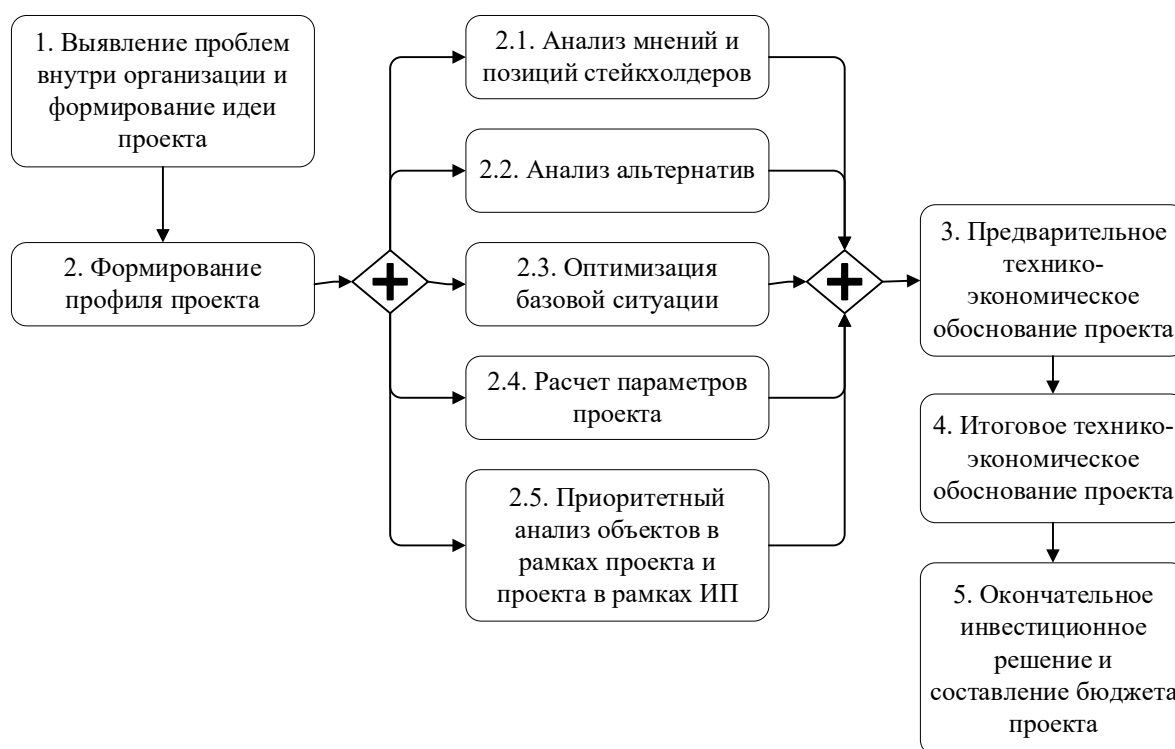 1. Выявление проблем
внутри организации и
формирование идеи
проекта
2. Формирование
профиля проекта
2.1. Анализ мнений и
позиций стейкхолдеров
2.2. Анализ альтернатив
2.3. Оптимизация
базовой ситуации
2.4. Расчет параметров
проекта
2.5. Приоритетный
анализ объектов в
рамках проекта и
проекта в рамках ИП
3. Предварительное
технико-
экономическое
обоснование проекта
4. Итоговое технико-
экономическое
обоснование проекта
5. Окончательное
инвестиционное
решение и
составление бюджета
проекта